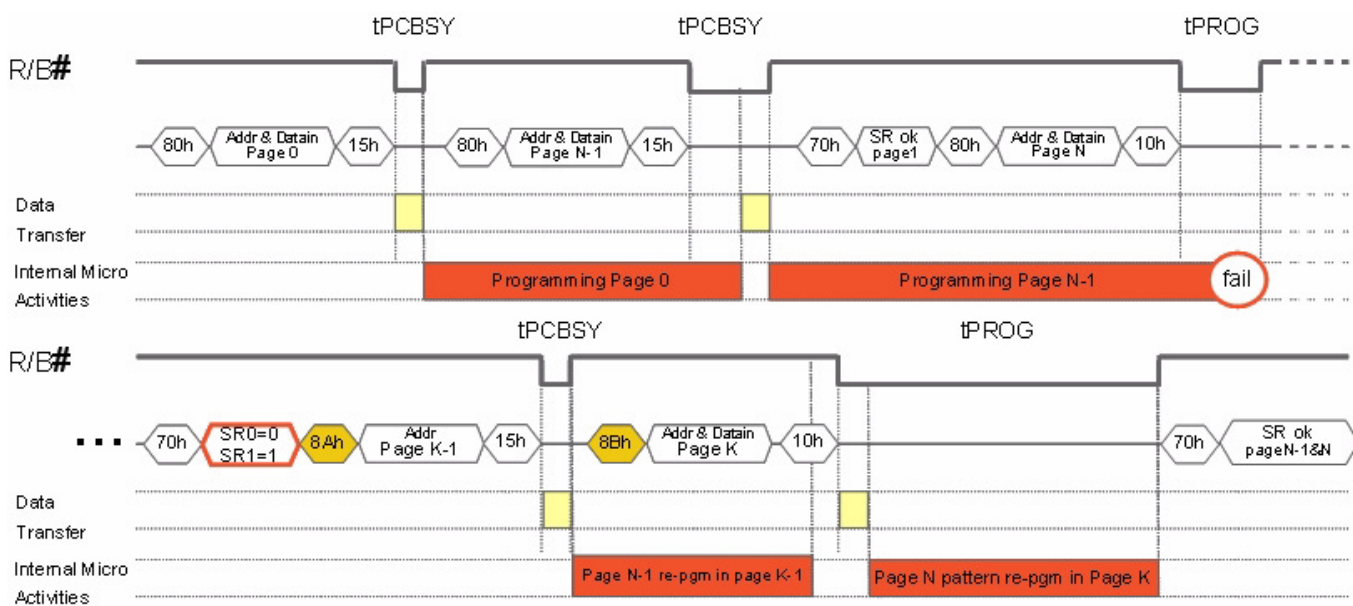 tPCBSY tPCBSY tPROG
R/B#
80h Addr & Datain Page 0 15h 80h Addr & Datain Page N-1 15h 70h SR ok page1 80h Addr & Datain Page N 10h
Data
Transfer
Internal Micro
Activities
Programming Page 0 Programming Page N-1 fail
tPCBSY tPROG
R/B#
... 70h SR0=0 SR1=1 8Ah Addr Page K-1 15h 8Bh Addr & Datain Page K 10h 70h SR ok pageN-1&N
Data
Transfer
Internal Micro
Activities
Page N-1 re-pgm in page K-1 Page N pattern re-pgm in Page K